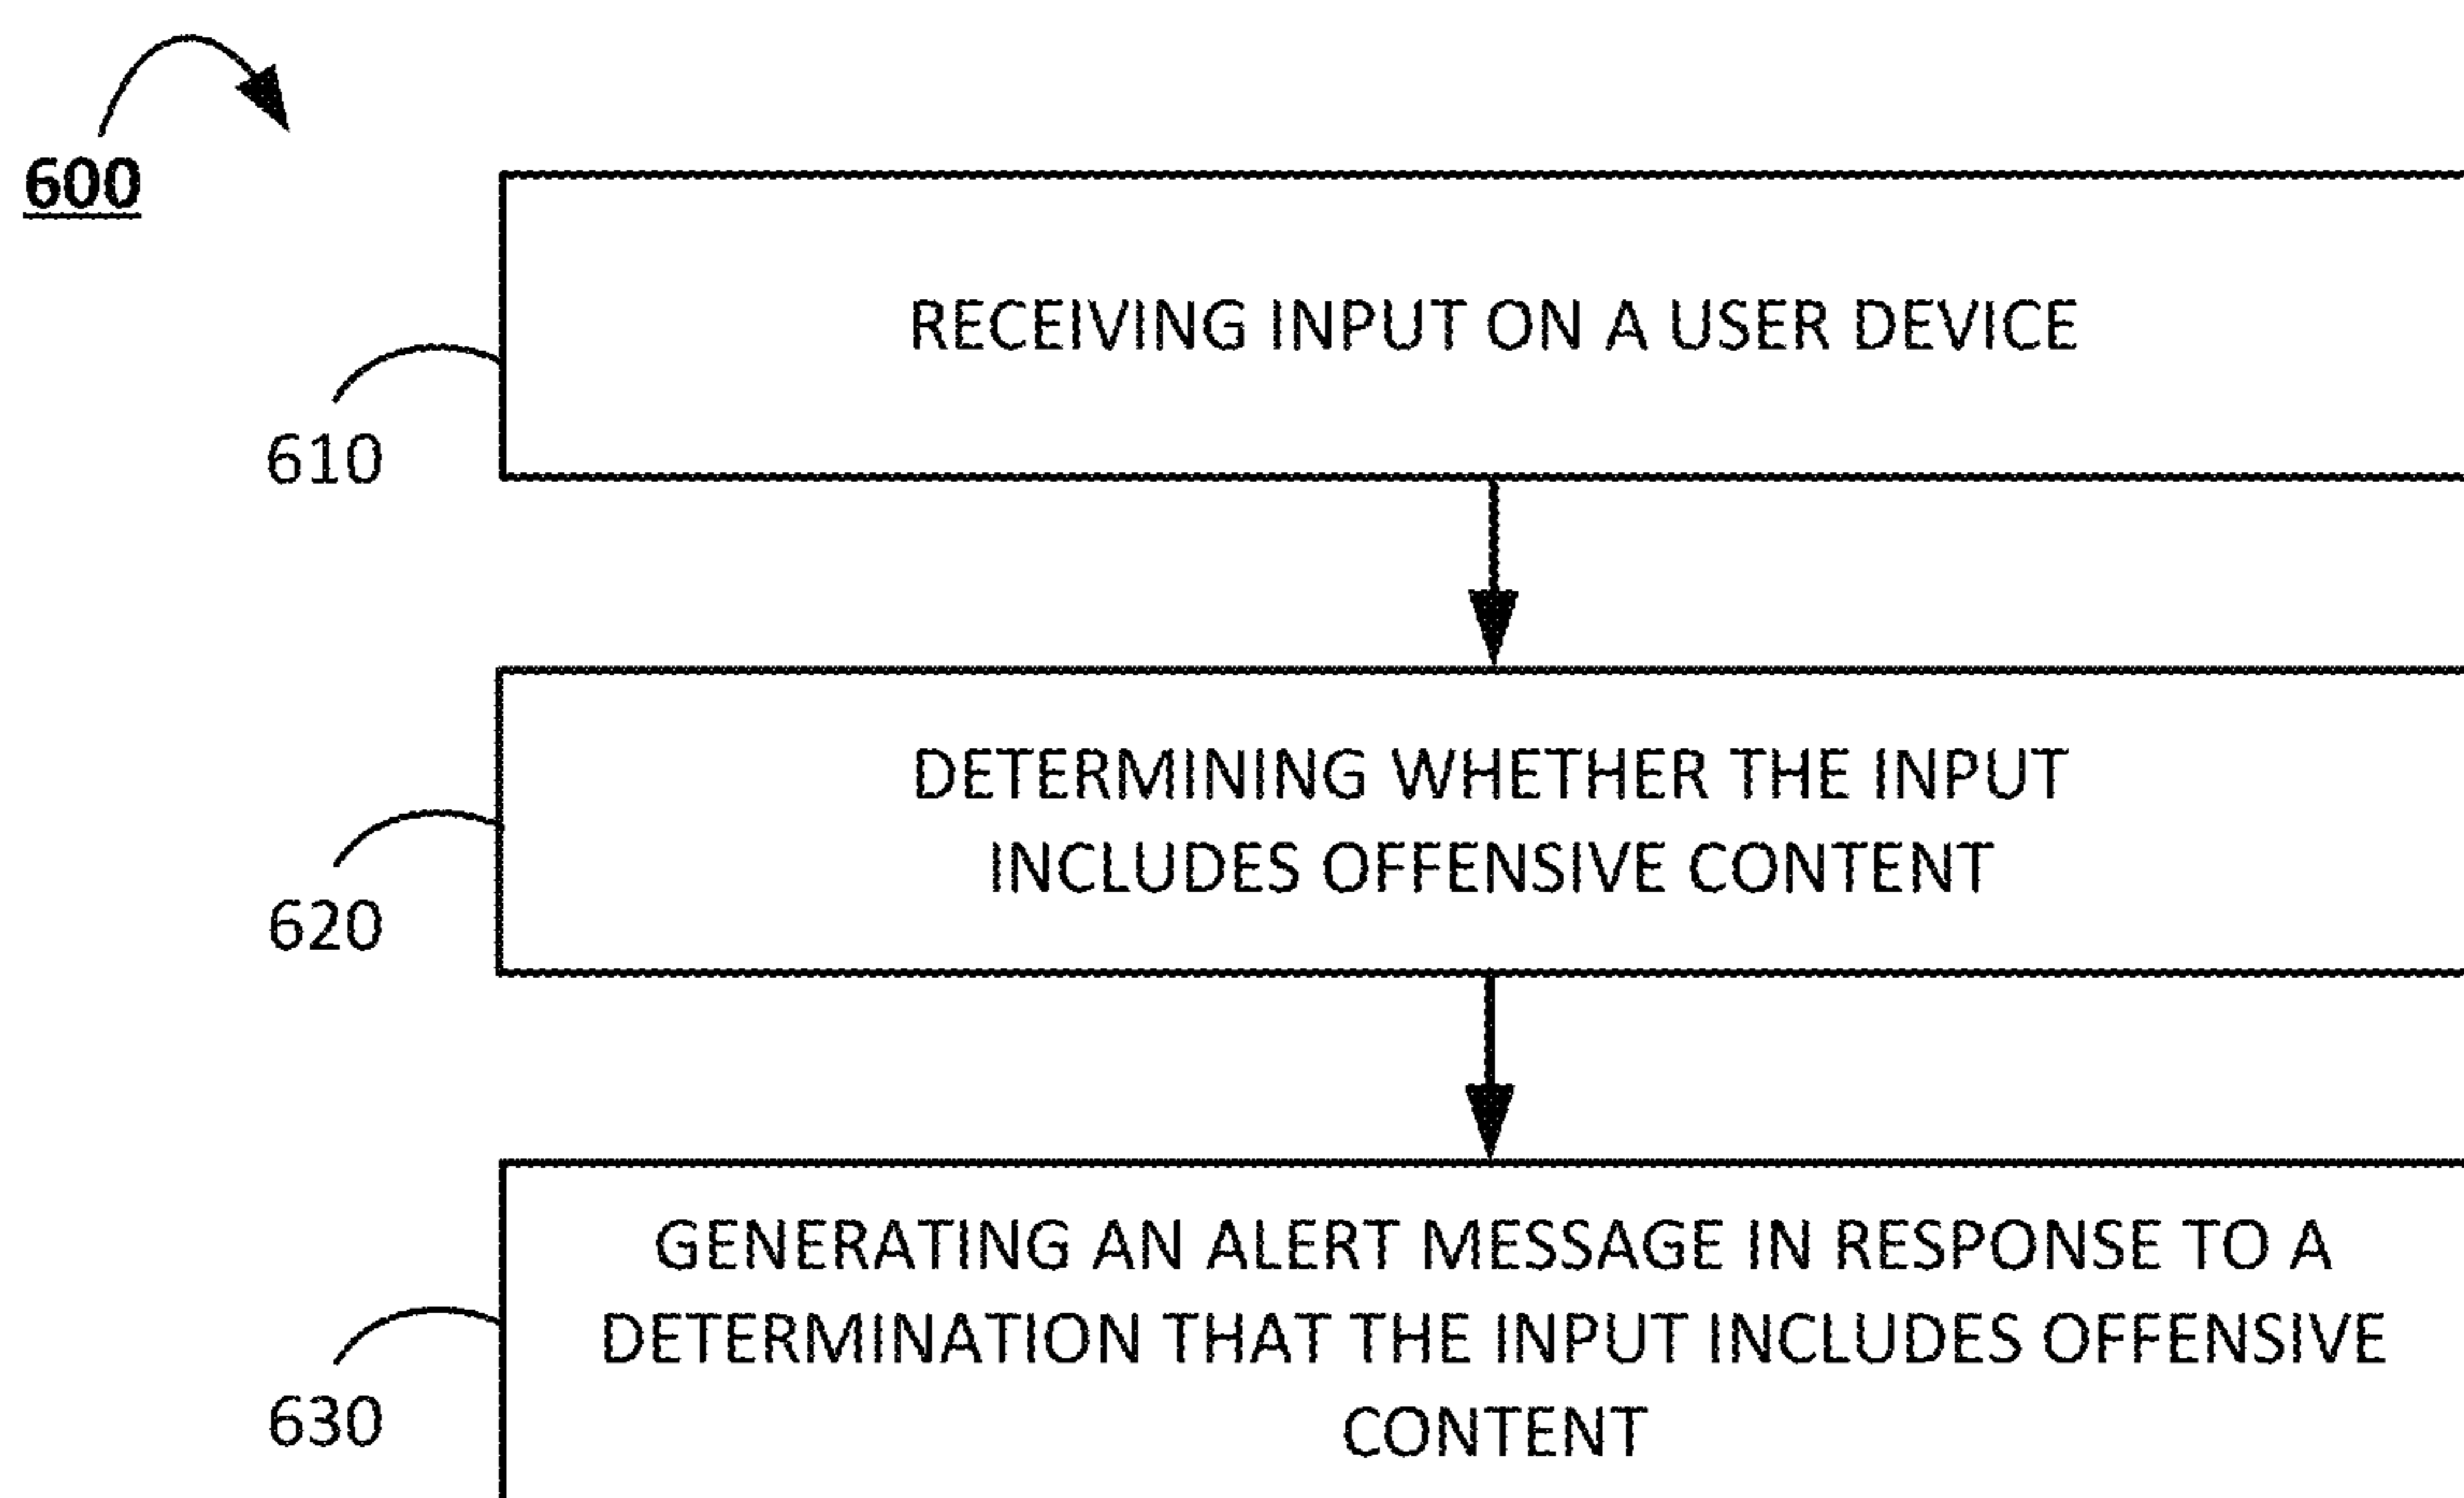 600
RECEIVING INPUT ON A USER DEVICE
610
DETERMINING WHETHER THE INPUT
INCLUDES OFFENSIVE CONTENT
620
GENERATING AN ALERT MESSAGE IN RESPONSE TO A
DETERMINATION THAT THE INPUT INCLUDES OFFENSIVE
CONTENT
630